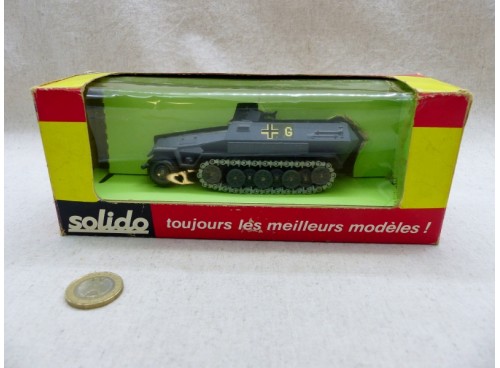 G
solido
toujours les meilleurs modèles !